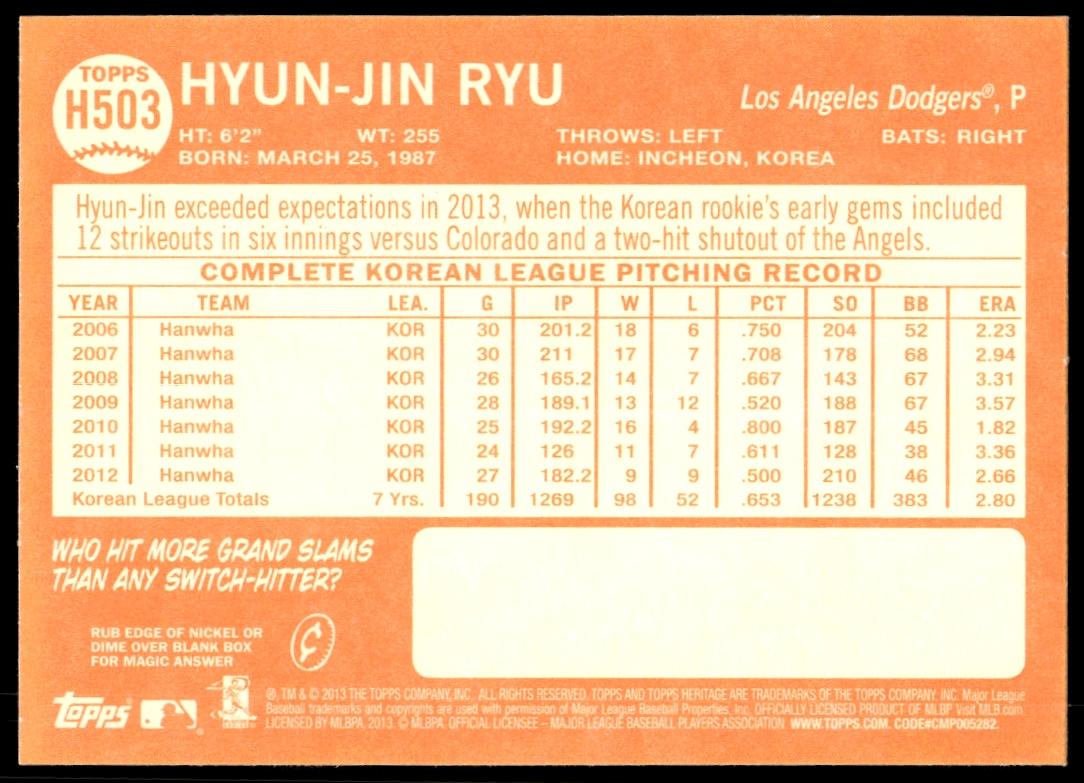 TOPPS
H503
HYUN-JIN RYU
Los Angeles Dodgers®, P
HT: 6'2" WT: 255 THROWS: LEFT BATS: RIGHT
BORN: MARCH 25, 1987 HOME: INCHEON, KOREA
Hyun-Jin exceeded expectations in 2013, when the Korean rookie's early gems included
12 strikeouts in six innings versus Colorado and a two-hit shutout of the Angels.
COMPLETE KOREAN LEAGUE PITCHING RECORD
YEAR TEAM LEA. G IP W L PCT SO BB ERA
2006 Hanwha KOR 30 201.2 18 6 .750 204 52 2.23
2007 Hanwha KOR 30 211 17 7 .708 178 68 2.94
2008 Hanwha KOR 26 165.2 14 7 .667 143 67 3.31
2009 Hanwha KOR 28 189.1 13 12 .520 188 67 3.57
2010 Hanwha KOR 25 192.2 16 4 .800 187 45 1.82
2011 Hanwha KOR 24 126 11 7 .611 128 38 3.36
2012 Hanwha KOR 27 182.2 9 9 .500 210 46 2.66
Korean League Totals 7 Yrs. 190 1269 98 52 .653 1238 383 2.80
WHO HIT MORE GRAND SLAMS
THAN ANY SWITCH-HITTER?
RUB EDGE OF NICKEL OR
DIME OVER BLANK BOX
FOR MAGIC ANSWER
¢
Topps
®, TM & © 2013 THE TOPPS COMPANY, INC. ALL RIGHTS RESERVED. TOPPS AND TOPPS HERITAGE ARE TRADEMARKS OF THE TOPPS COMPANY, INC. Major League
Baseball trademarks and copyrights are used with permission of Major League Baseball Properties, Inc. OFFICIALLY LICENSED PRODUCT OF MLBP Visit MLB.com
LICENSED BY MLBPA, 2013. © MLBPA. OFFICIAL LICENSEE – MAJOR LEAGUE BASEBALL PLAYERS ASSOCIATION WWW.TOPPS.COM. CODE#CMP005282.